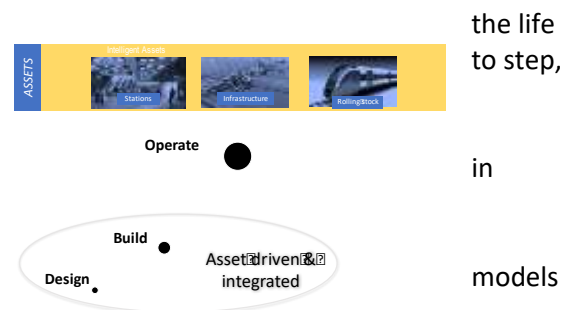 the life
Intelligent Assets
to step,
ASSETS
Stations
Infrastructure
Rolling stock
Operate
in
Build
Asset driven &
Design
integrated
models